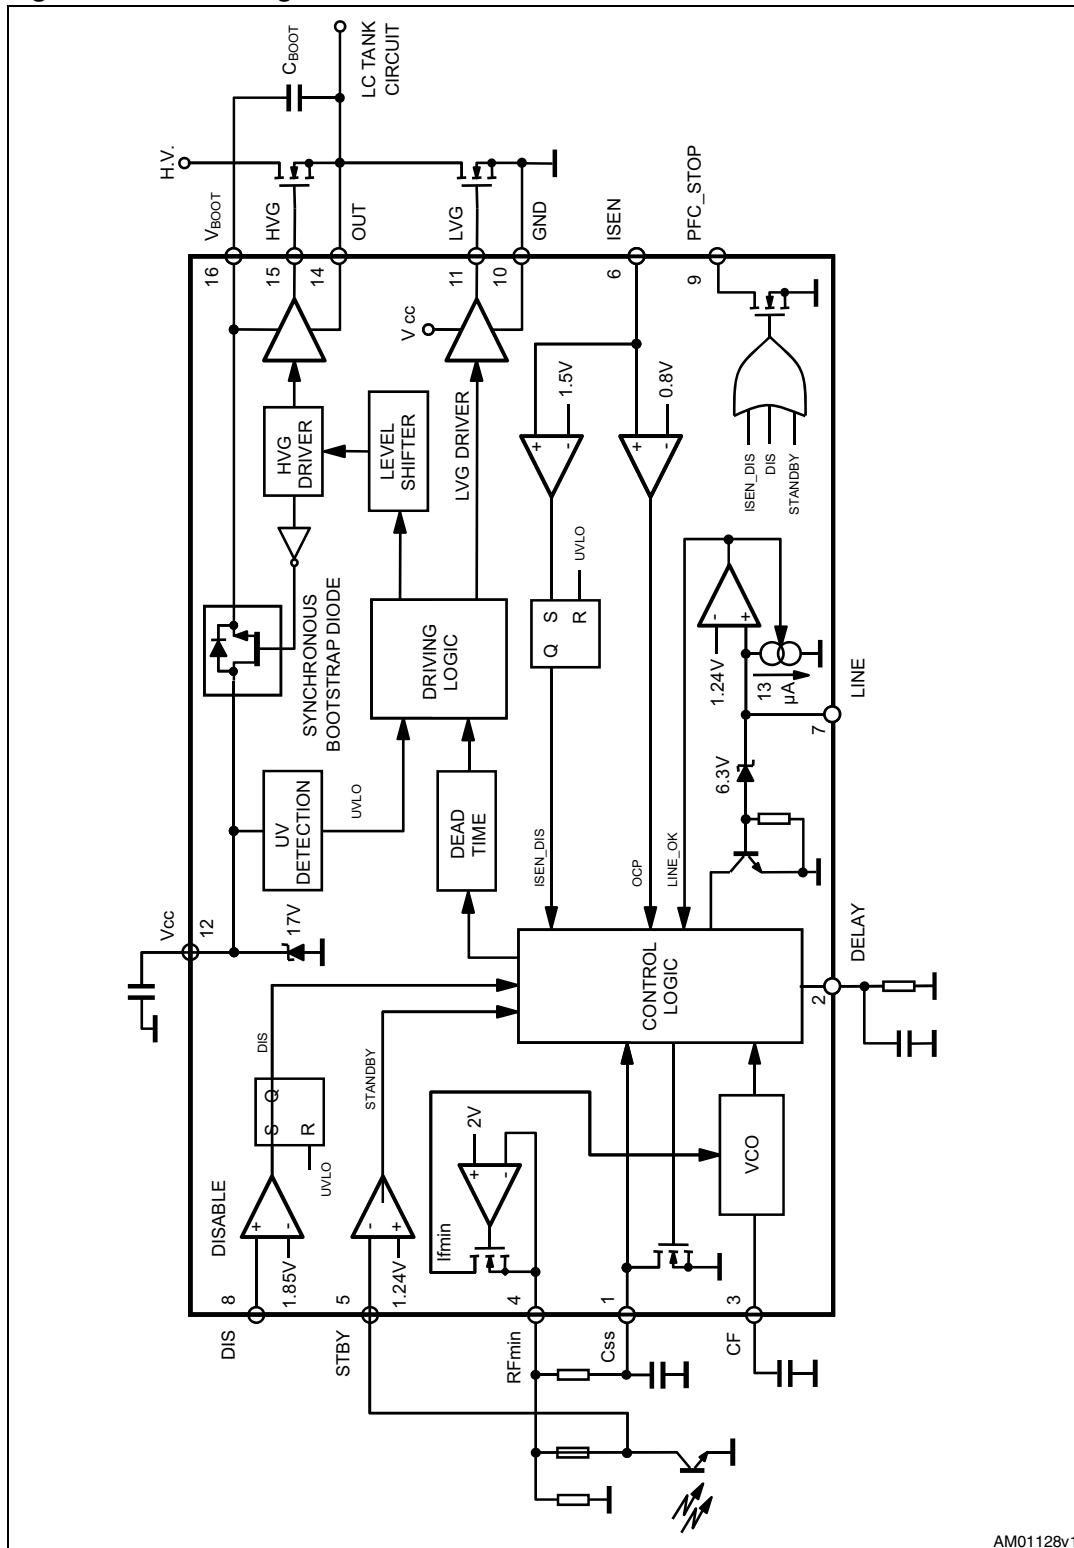 H.V.
CBOOT
LC TANK
CIRCUIT
VBOOT
HVG
OUT
LVG
GND
ISEN
PFC_STOP
16
15
14
11
10
6
9
V cc
HVG
DRIVER
LEVEL
SHIFTER
LVG DRIVER
1.5V
0.8V
+
-
+
-
ISEN_DIS
DIS
STANDBY
SYNCHRONOUS
BOOTSTRAP DIODE
DRIVING
LOGIC
Q
S
R
UVLO
1.24V
-
+
13
µA
LINE
7
UV
DETECTION
UVLO
DEAD
TIME
ISEN_DIS
OCP
LINE_OK
6.3V
Vcc
12
17V
CONTROL
LOGIC
DELAY
2
DIS
STANDBY
S
Q
R
UVLO
DISABLE
+
-
1.85V
-
+
1.24V
2V
+
-
Ifmin
VCO
8
5
4
1
3
DIS
STBY
RFmin
Css
CF
AM01128v1